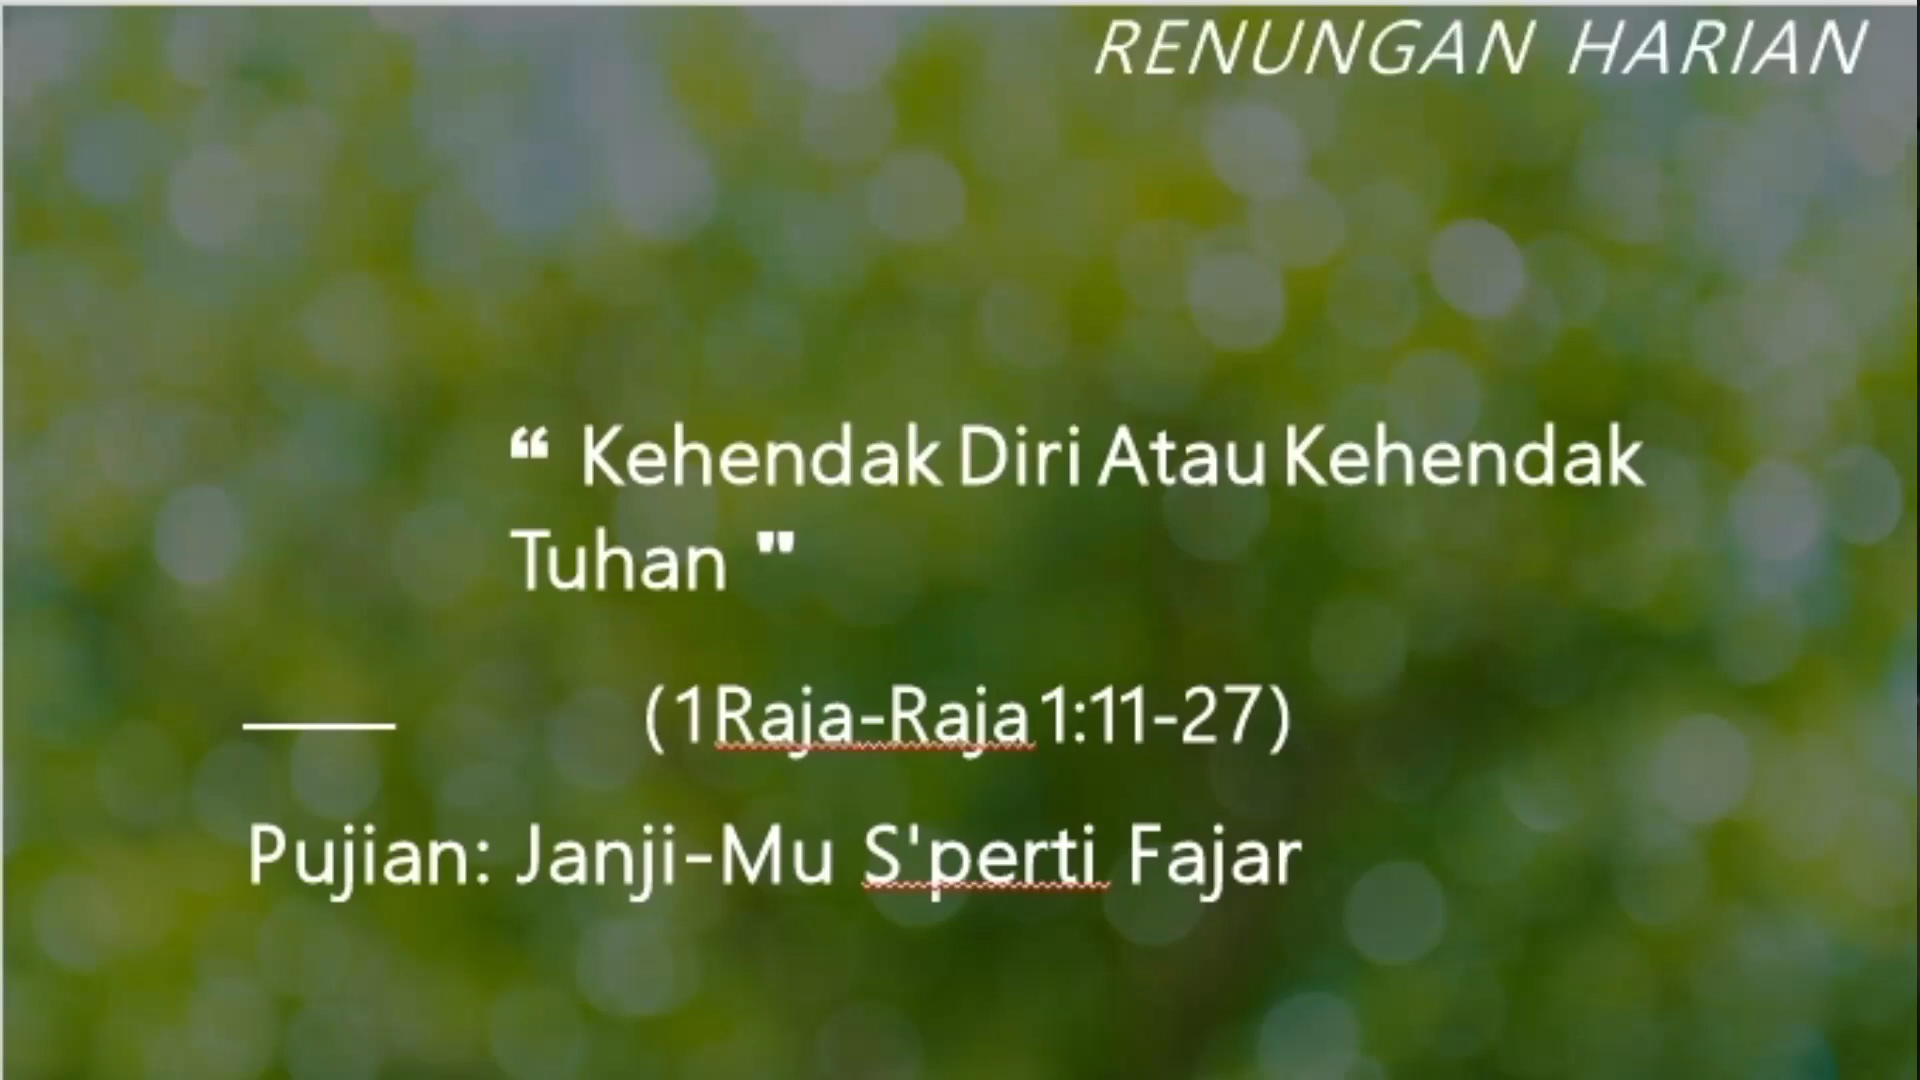 RENUNGAN HARIAN
❝ Kehendak Diri Atau Kehendak
Tuhan ❞
(1Raja-Raja 1:11-27)
Pujian: Janji-Mu S'perti Fajar